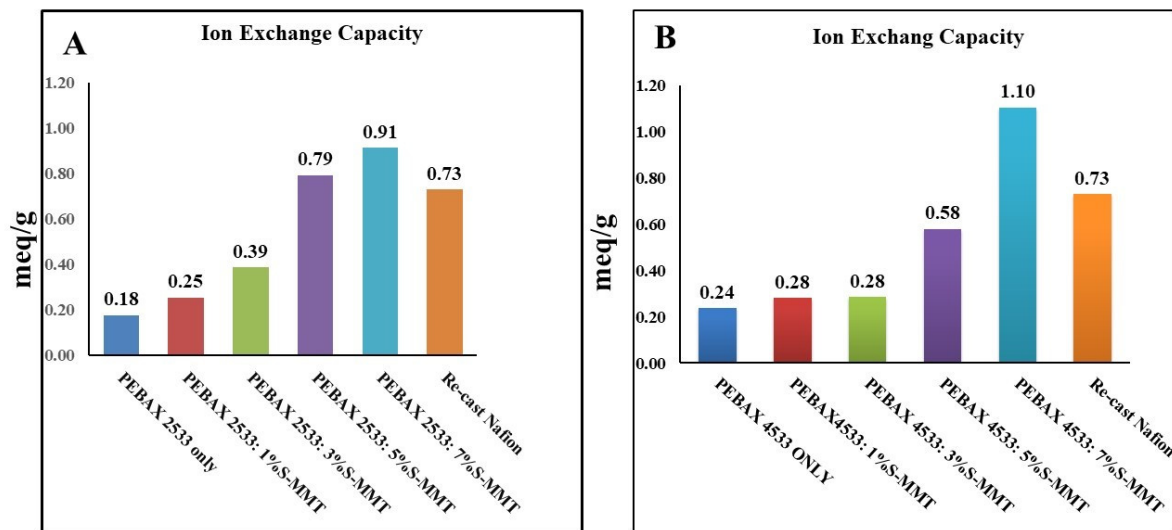 A
Ion Exchange Capacity
meq/g
1.20
1.00
0.80
0.60
0.40
0.20
0.00
0.18
0.25
0.39
0.79
0.91
0.73
PEBAX 2533 only
PEBAX 2533: 1%S-MMT
PEBAX 2533: 3%S-MMT
PEBAX 2533: 5%S-MMT
PEBAX 2533: 7%S-MMT
Re-cast Nafion
B
Ion Exchang Capacity
meq/g
1.20
1.00
0.80
0.60
0.40
0.20
0.00
0.24
0.28
0.28
0.58
1.10
0.73
PEBAX 4533 ONLY
PEBAX4533: 1%S-MMT
PEBAX 4533: 3%S-MMT
PEBAX 4533: 5%S-MMT
PEBAX 4533: 7%S-MMT
Re-cast Nafion